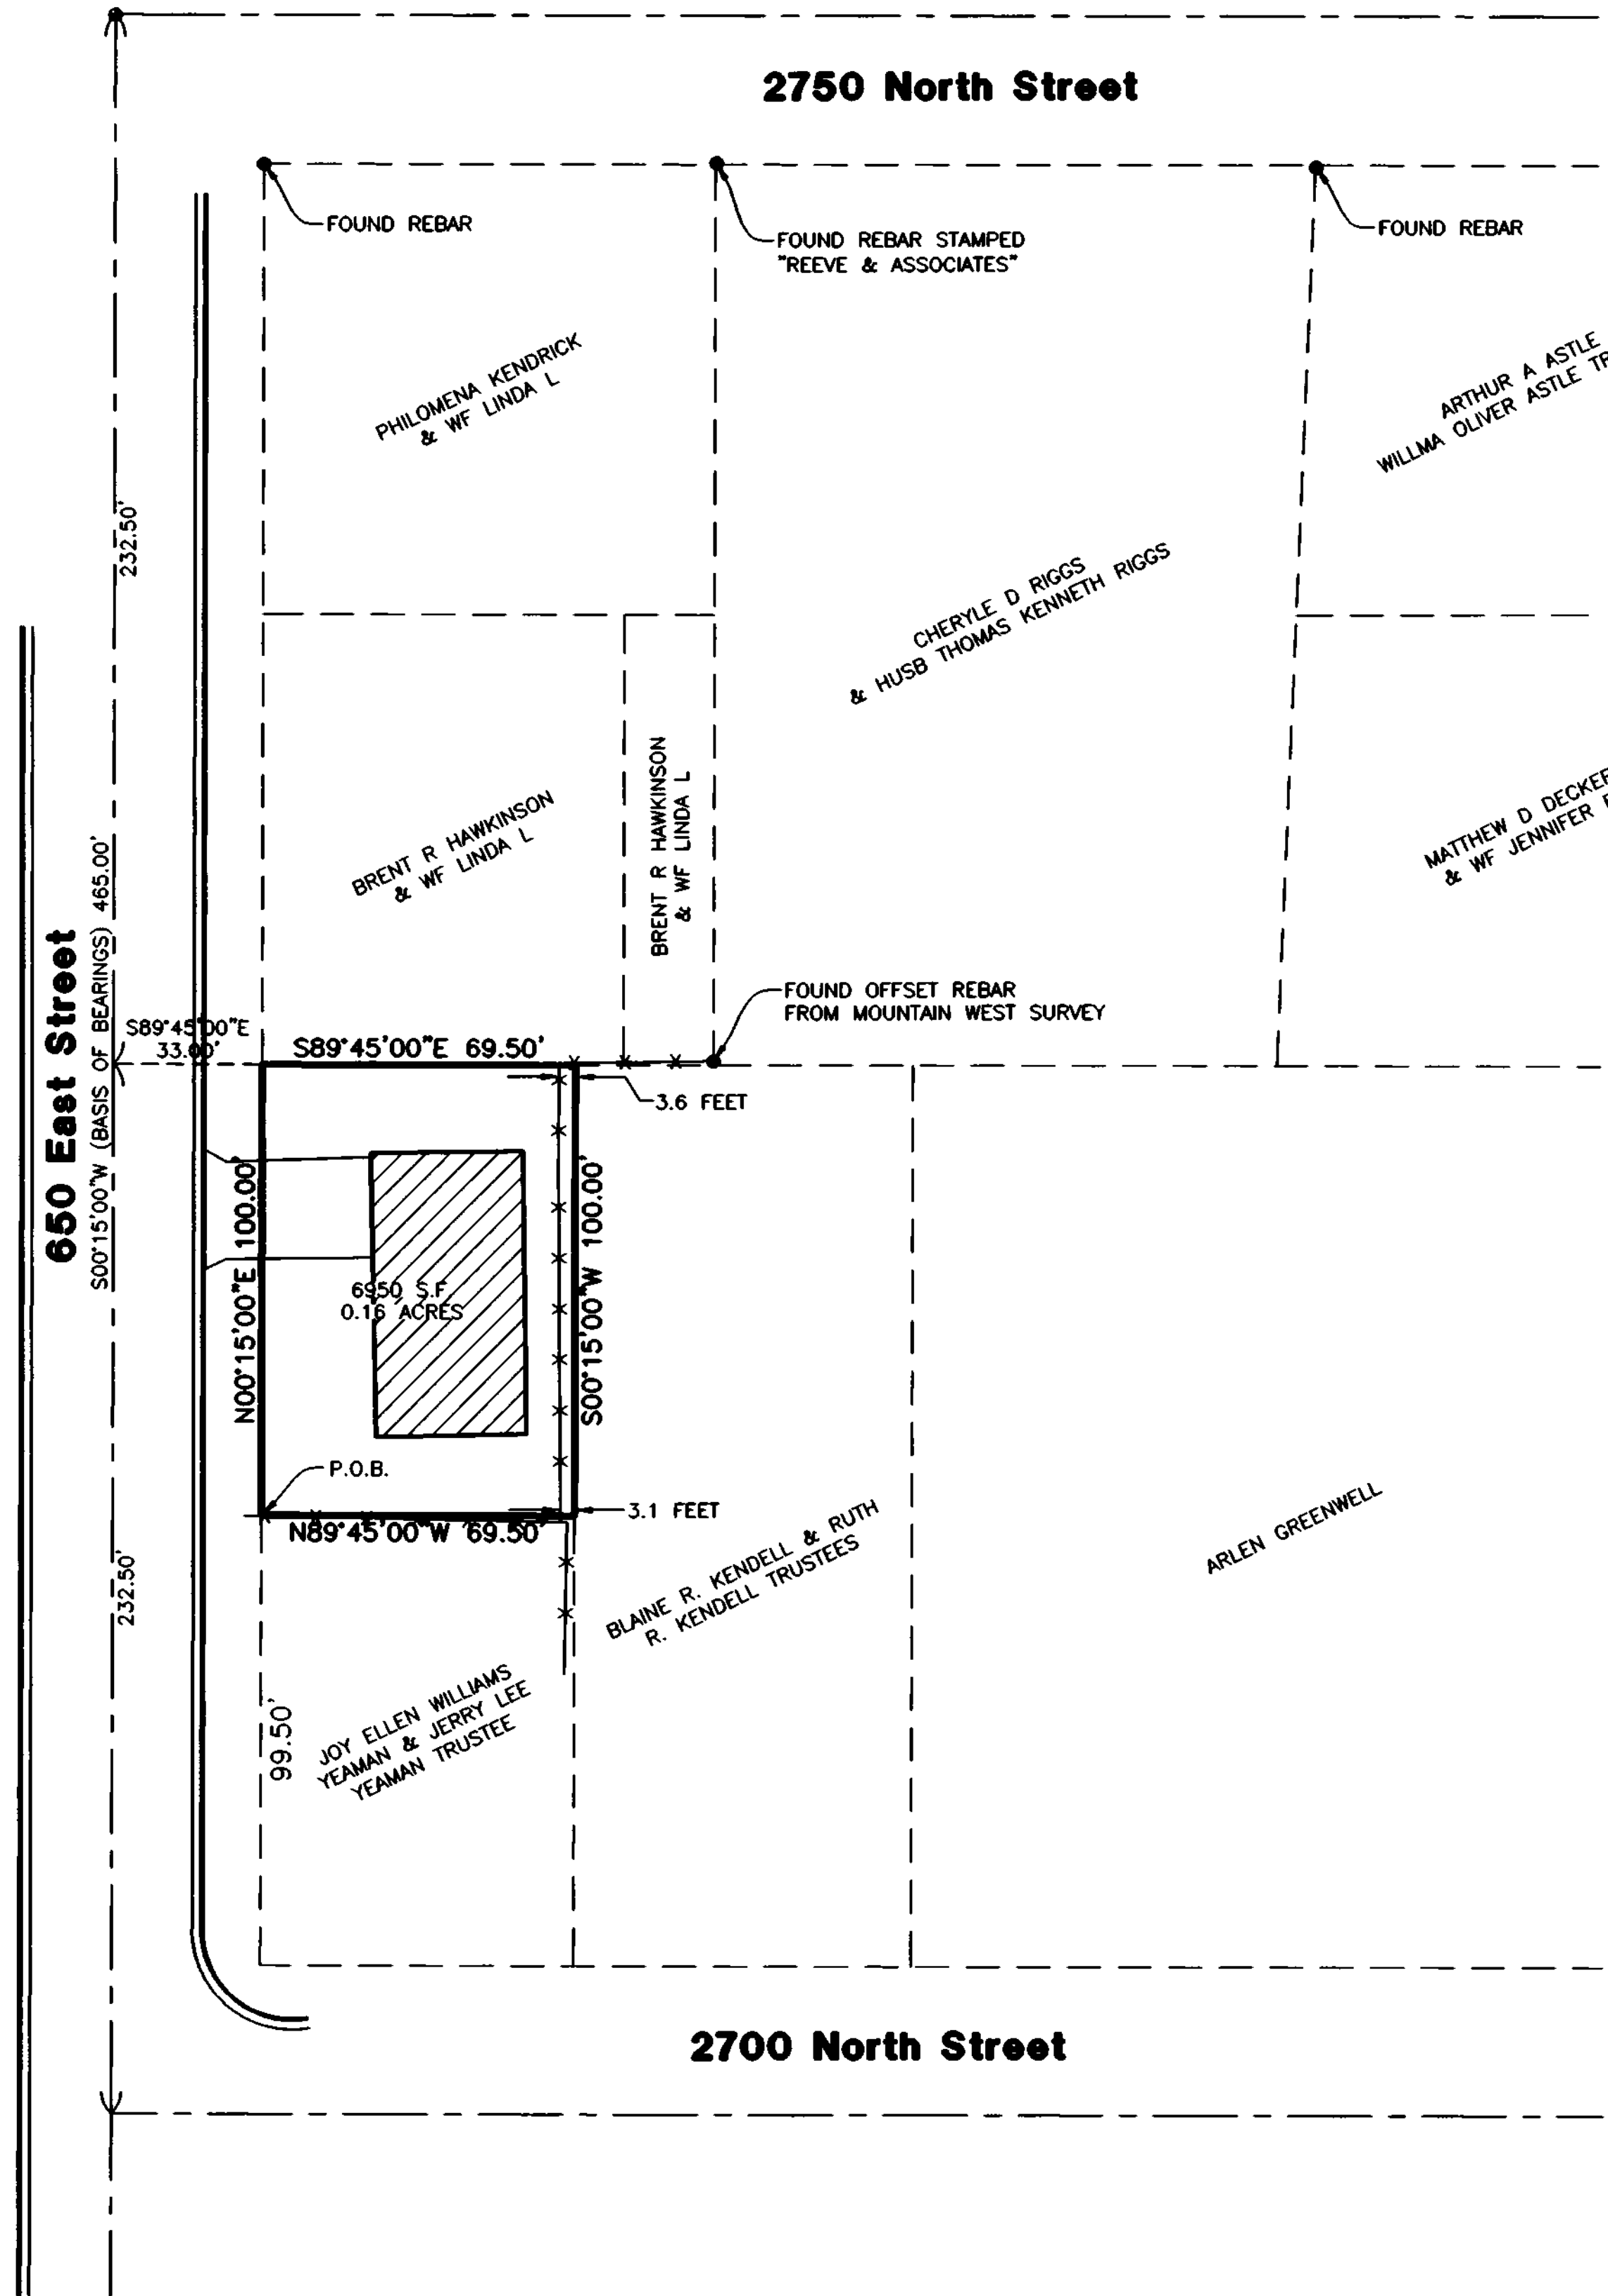 2750 North Street
FOUND REBAR
FOUND REBAR STAMPED
"REEVE & ASSOCIATES"
FOUND REBAR
PHILOMENA KENDRICK
& WF LINDA L
ARTHUR A ASTLE
WILLMA OLIVER ASTLE
232.50'
CHERYLE D RIGGS
& HUSB THOMAS KENNETH RIGGS
BRENT R HAWKINSON
& WF LINDA L
BRENT R HAWKINSON
& WF LINDA L
MATTHEW D DECKER
& WF JENNIFER
650 East Street
S00°15'00"W (BASIS OF BEARINGS) 465.00'
FOUND OFFSET REBAR
FROM MOUNTAIN WEST SURVEY
S89°45'00"E
33.00'
S89°45'00"E 69.50'
3.6 FEET
N00°15'00"E 100.00'
S00°15'00"W 100.00'
6950 S.F.
0.16 ACRES
P.O.B.
3.1 FEET
N89°45'00"W 69.50'
232.50'
BLAINE R. KENDELL & RUTH
R. KENDELL TRUSTEES
ARLEN GREENWELL
99.50'
JOY ELLEN WILLIAMS
YEAMAN & JERRY LEE
YEAMAN TRUSTEE
2700 North Street